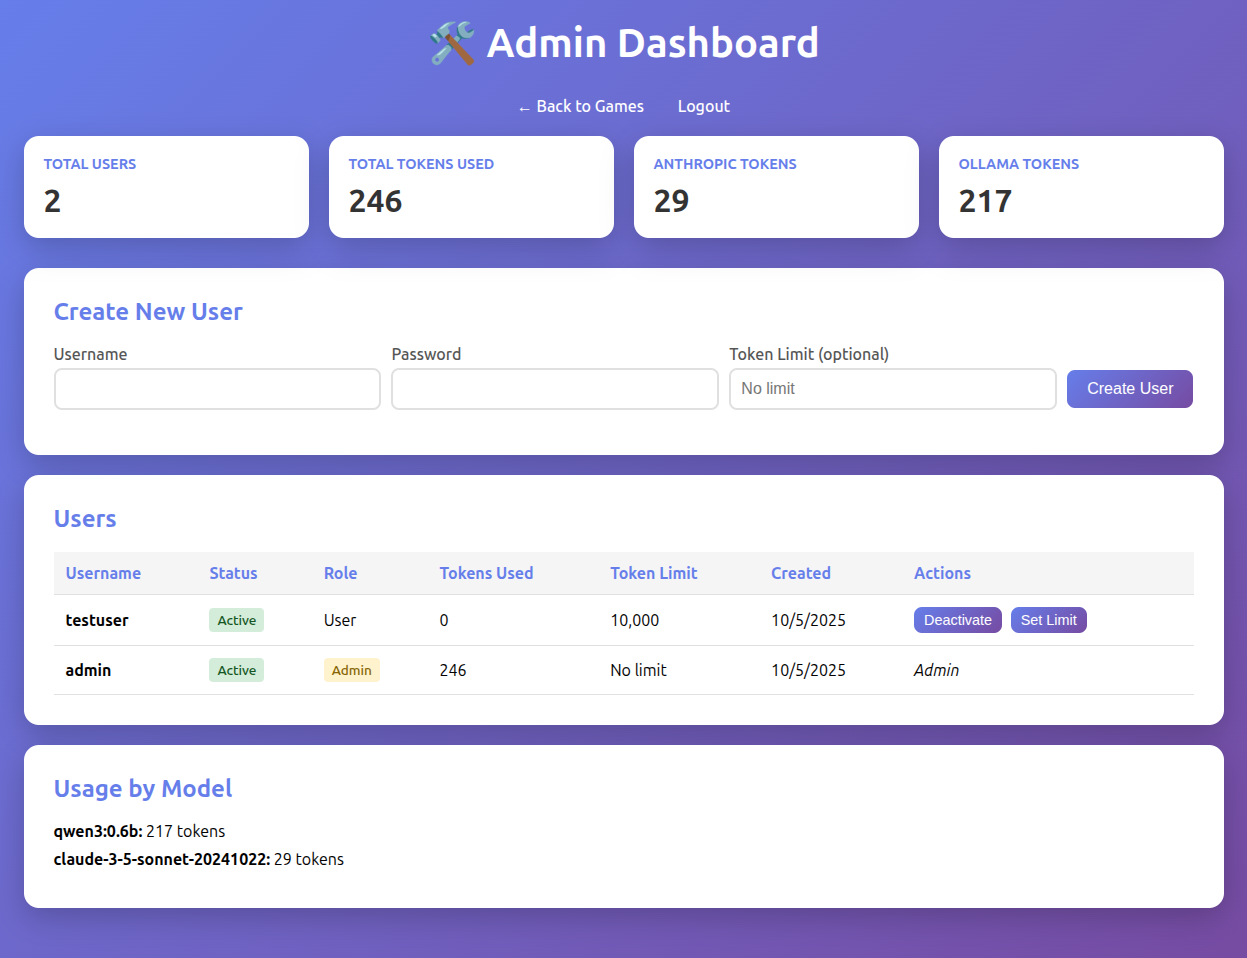 🛠️ Admin Dashboard
← Back to Games Logout
TOTAL USERS TOTAL TOKENS USED ANTHROPIC TOKENS OLLAMA TOKENS
2 246 29 217
Create New User
Username Password Token Limit (optional)
No limit Create User
Users
Username Status Role Tokens Used Token Limit Created Actions
testuser Active User 0 10,000 10/5/2025 Deactivate Set Limit
admin Active Admin 246 No limit 10/5/2025 Admin
Usage by Model
qwen3:0.6b: 217 tokens
claude-3-5-sonnet-20241022: 29 tokens